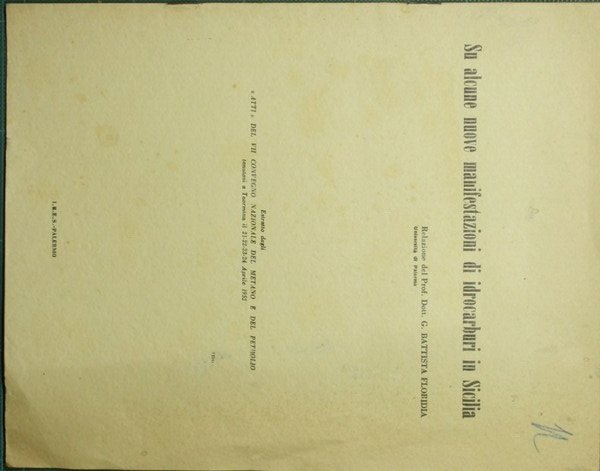 Su alcune nuove manifestazioni di idrocarburi in Sicilia
Relazione del Prof. Dott. G. BATTISTA FLORIDIA
Università di Palermo
Estratto dagli
« ATTI » DEL VII CONVEGNO NAZIONALE DEL METANO E DEL PETROLIO
tenutosi a Taormina il 21-22-23-24 Aprile 1952
I.R.E.S. - PALERMO